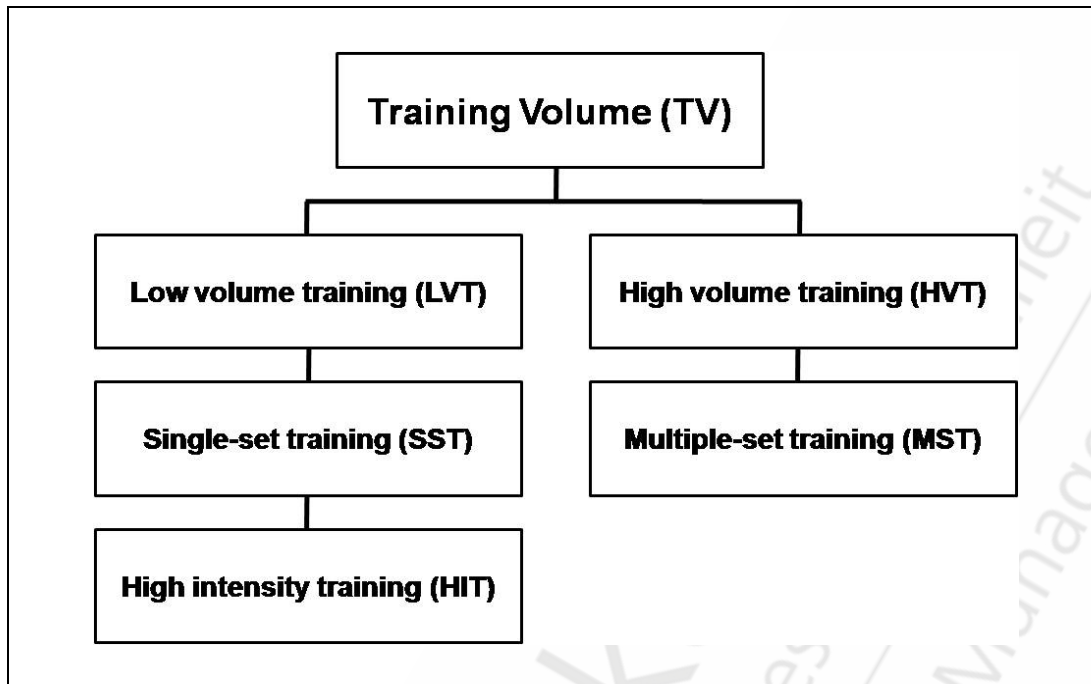 Training Volume (TV)
Low volume training (LVT)
High volume training (HVT)
Single-set training (SST)
Multiple-set training (MST)
High intensity training (HIT)